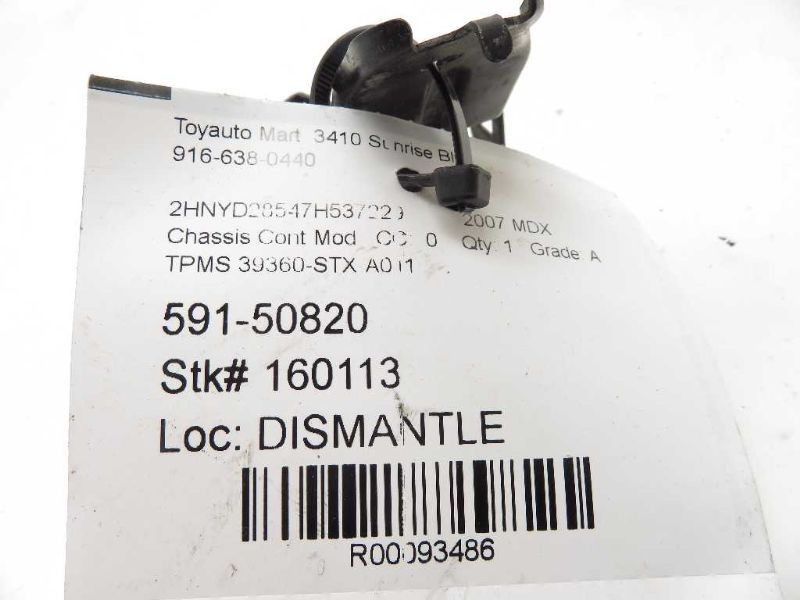 Toyauto Mart 3410 Sunrise
916-638-0440
2HNYD28547H537229 2007 MDX
Chassis Cont Mod CC: 0 Qty: 1 Grade: A
TPMS 39360-STX A011
591-50820
Stk# 160113
Loc: DISMANTLE
R00093486